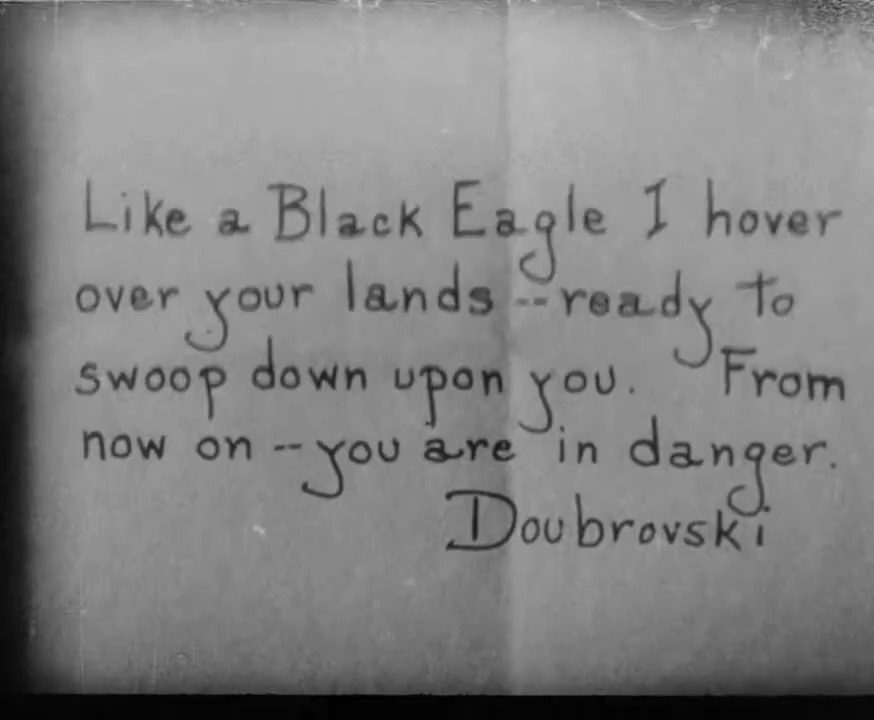 Like a Black Eagle I hover
over your lands -- ready to
swoop down upon you. From
now on -- you are in danger.
Doubrovski